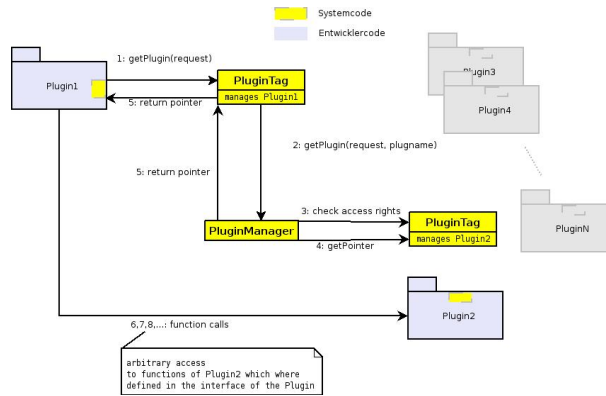 Systemcode
Entwicklercode
1: getPlugin(request)
Plugin1
PluginTag
manages Plugin1
5: return pointer
Plugin3
Plugin4
2: getPlugin(request, plugname)
5: return pointer
3: check access rights
PluginManager
PluginTag
manages Plugin2
4: getPointer
PluginN
Plugin2
6,7,8,...: function calls
arbitrary access
to functions of Plugin2 which where
defined in the interface of the Plugin